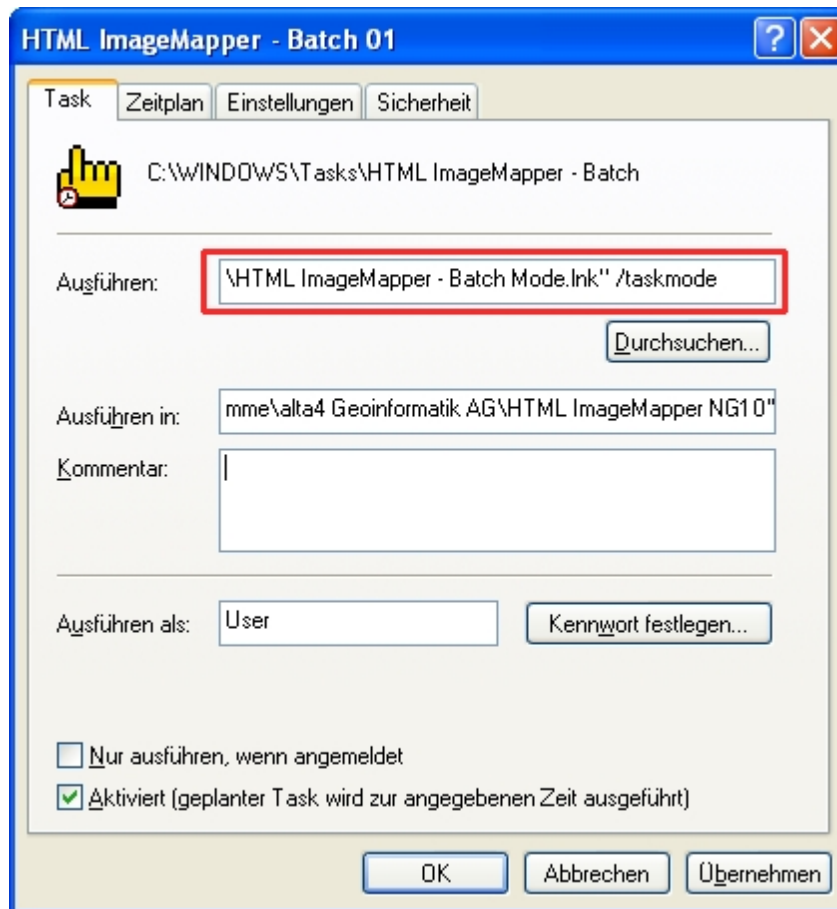 HTML ImageMapper - Batch 01
Task Zeitplan Einstellungen Sicherheit
C:\WINDOWS\Tasks\HTML ImageMapper - Batch
Ausführen: \HTML ImageMapper - Batch Mode.lnk" /taskmode
Durchsuchen...
Ausführen in: mme\alta4 Geoinformatik AG\HTML ImageMapper NG10"
Kommentar:
Ausführen als: User Kennwort festlegen...
Nur ausführen, wenn angemeldet
Aktiviert (geplanter Task wird zur angegebenen Zeit ausgeführt)
OK Abbrechen Übernehmen